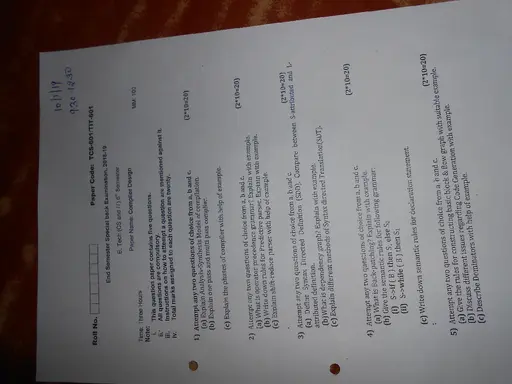 10/5/19
9:30-12:30
Roll No.
Paper Code: TCS-601/TIT-601
End Semester Special back Examination, 2018-19
B. Tech (CS and IT) 6th Semester
Paper Name: Compiler Design
Time: Three Hours MM: 100
Note:
i. This question paper contains five questions.
ii. All questions are compulsory.
iii. Instructions on how to attempt a question are mentioned against it.
iv. Total marks assigned to each question are twenty.
1) Attempt any two questions of choice from a, b and c. (2*10=20)
(a) Explain Analysis-Synthesis Model of compilation.
(b) Explain one pass and multi pass compiler.
(c) Explain the phases of compiler with help of example.
2) Attempt any two questions of choice from a, b and c. (2*10=20)
(a) What is operator precedence grammar? Explain with example.
(b) Write down rules for Predictive parser. Explain with example.
(c) Explain Shift-reduce parser with help of example.
3) Attempt any two questions of choice from a, b and c. (2*10=20)
(a) Define Syntax Directed Definition (SDD). Compare between S-attributed and L-
attributed definition.
(b) What is dependency graph? Explain with example.
(c) Explain different methods of Syntax directed Translation(SDT).
4) Attempt any two questions of choice from a, b and c. (2*10=20)
(a) What is Back-patching? Explain with example.
(b) Give the semantic rules for following grammar:
(I) S->if ( B ) then S1 else S2
(II) S->while ( B ) then S1
(c) Write down semantic rules for declaration statement.
5) Attempt any two questions of choice from a, b and c. (2*10=20)
(a) Give the rules for constructing Basic block & flow graph with suitable example.
(b) Discuss different issues regarding Code Generation with example.
(c) Describe Optimizations with help of example.